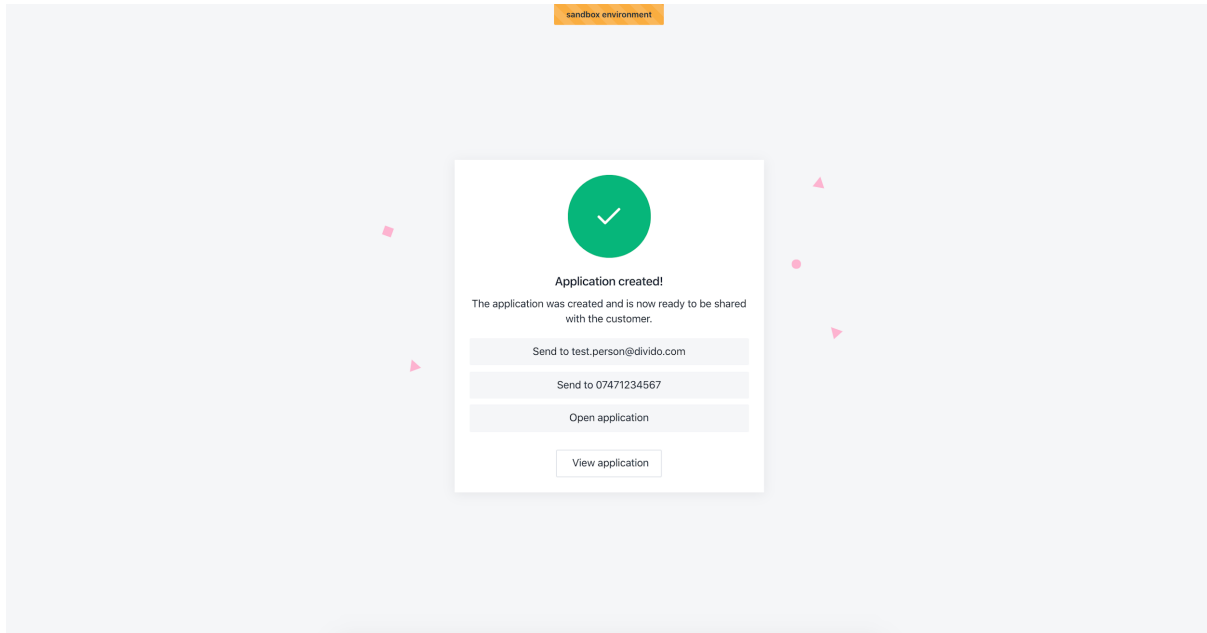 sandbox environment
Application created!
The application was created and is now ready to be shared
with the customer.
Send to test.person@divido.com
Send to 07471234567
Open application
View application